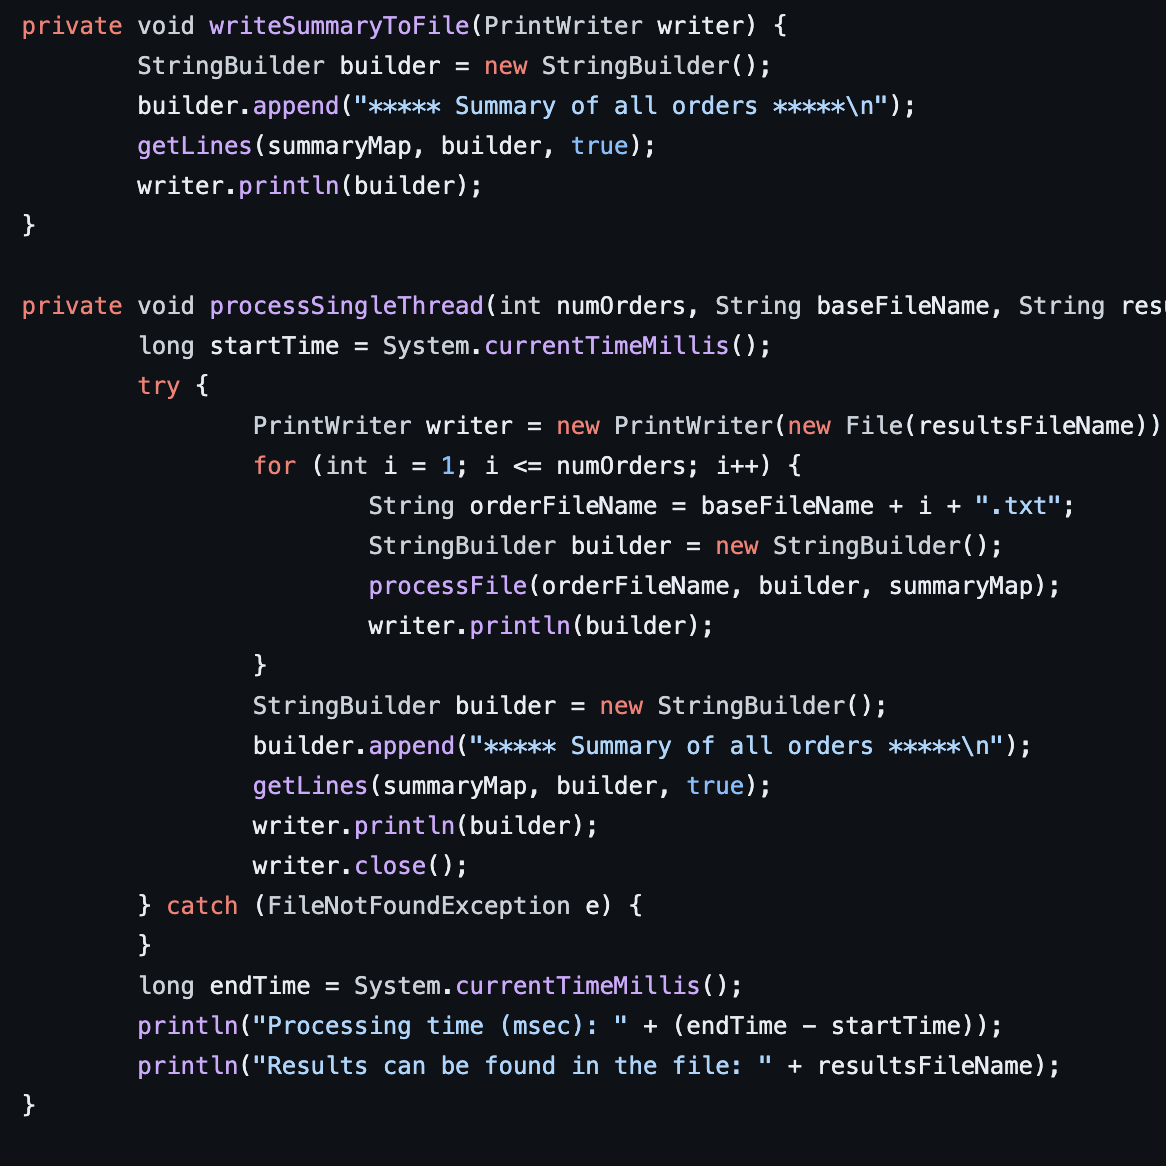 private void writeSummaryToFile(PrintWriter writer) {
StringBuilder builder = new StringBuilder();
builder.append("***** Summary of all orders *****\n");
getLines(summaryMap, builder, true);
writer.println(builder);
}
private void processSingleThread(int numOrders, String baseFileName, String resu
long startTime = System.currentTimeMillis();
try {
PrintWriter writer = new PrintWriter(new File(resultsFileName))
for (int i = 1; i <= numOrders; i++) {
String orderFileName = baseFileName + i + ".txt";
StringBuilder builder = new StringBuilder();
processFile(orderFileName, builder, summaryMap);
writer.println(builder);
}
StringBuilder builder = new StringBuilder();
builder.append("***** Summary of all orders *****\n");
getLines(summaryMap, builder, true);
writer.println(builder);
writer.close();
} catch (FileNotFoundException e) {
}
long endTime = System.currentTimeMillis();
println("Processing time (msec): " + (endTime - startTime));
println("Results can be found in the file: " + resultsFileName);
}